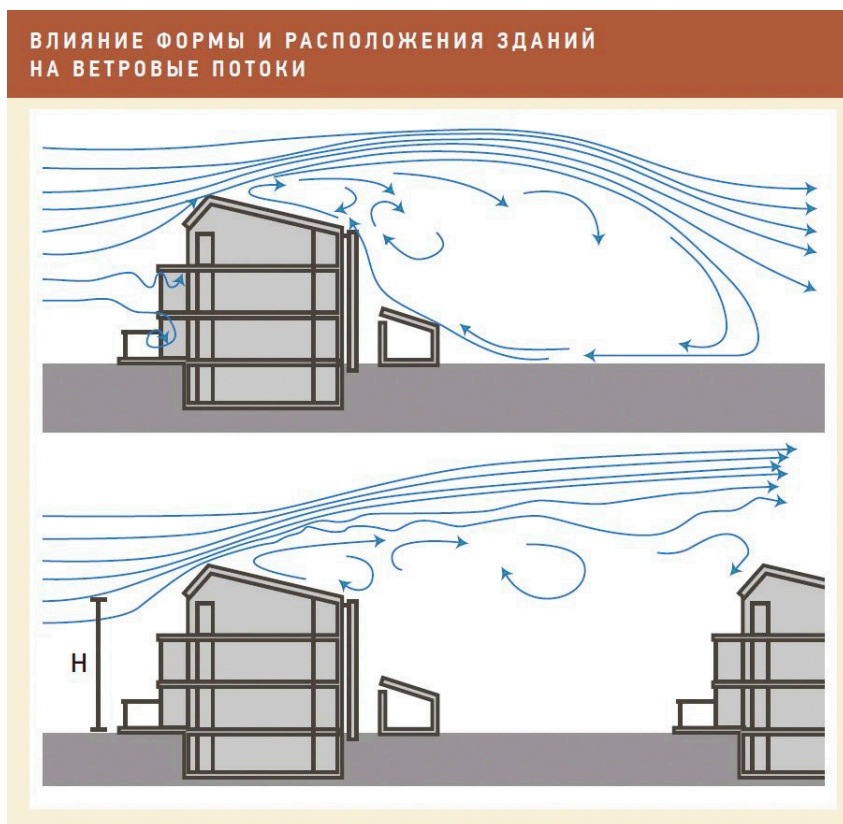 ВЛИЯНИЕ ФОРМЫ И РАСПОЛОЖЕНИЯ ЗДАНИЙ
НА ВЕТРОВЫЕ ПОТОКИ
H